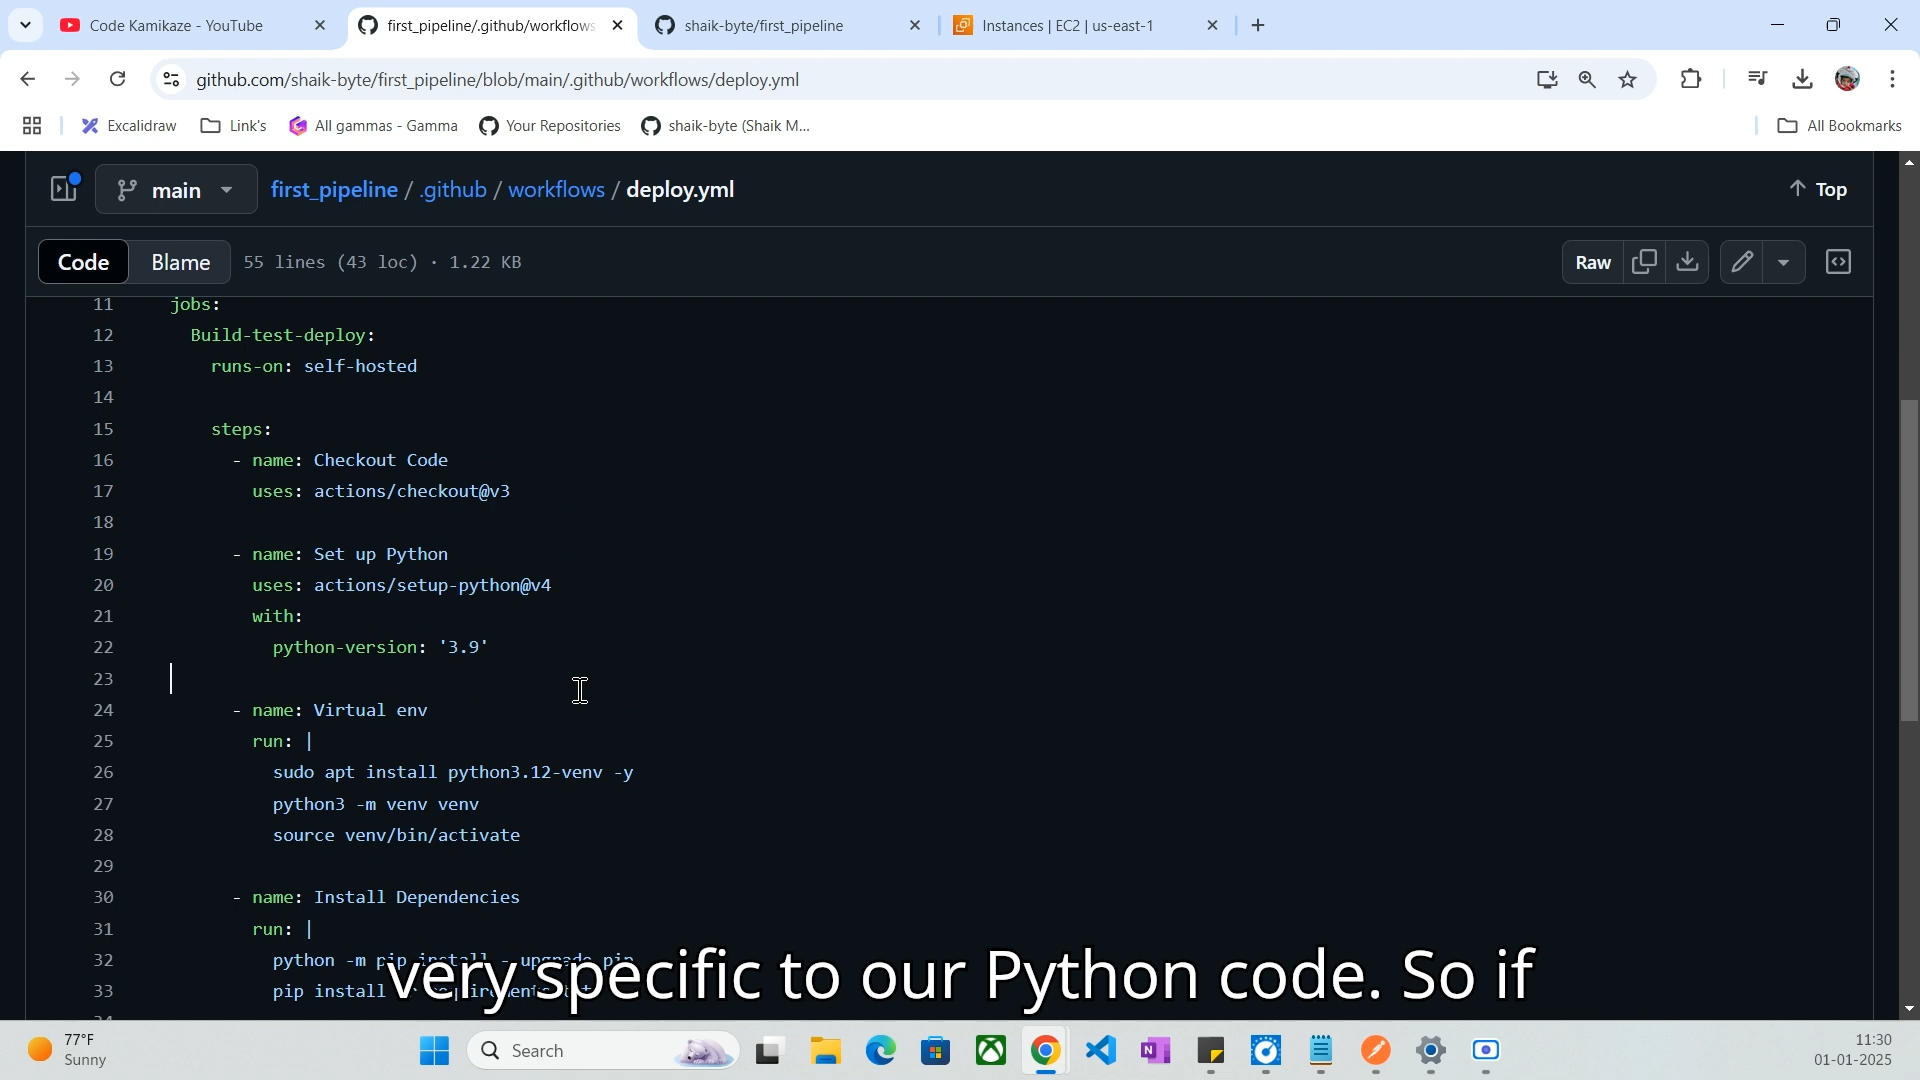 Code Kamikaze - YouTube
first_pipeline/.github/workflows
shaik-byte/first_pipeline
Instances | EC2 | us-east-1
github.com/shaik-byte/first_pipeline/blob/main/.github/workflows/deploy.yml
Excalidraw
Link's
All gammas - Gamma
Your Repositories
shaik-byte (Shaik M...
All Bookmarks
main
first_pipeline / .github / workflows / deploy.yml
Top
Code
Blame
55 lines (43 loc) · 1.22 KB
Raw
11 jobs:
12 Build-test-deploy:
13 runs-on: self-hosted
14
15 steps:
16 - name: Checkout Code
17 uses: actions/checkout@v3
18
19 - name: Set up Python
20 uses: actions/setup-python@v4
21 with:
22 python-version: '3.9'
23
24 - name: Virtual env
25 run: |
26 sudo apt install python3.12-venv -y
27 python3 -m venv venv
28 source venv/bin/activate
29
30 - name: Install Dependencies
31 run: |
32 python -m pip install --upgrade pip
33 pip install
very specific to our Python code. So if
77°F
Sunny
Search
11:30
01-01-2025